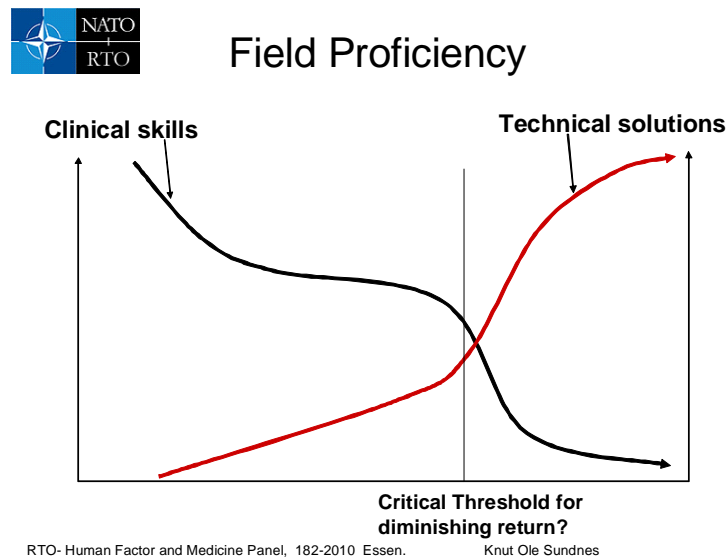 NATO
+
RTO
Field Proficiency
Clinical skills
Technical solutions
Critical Threshold for
diminishing return?
RTO- Human Factor and Medicine Panel, 182-2010 Essen. Knut Ole Sundnes